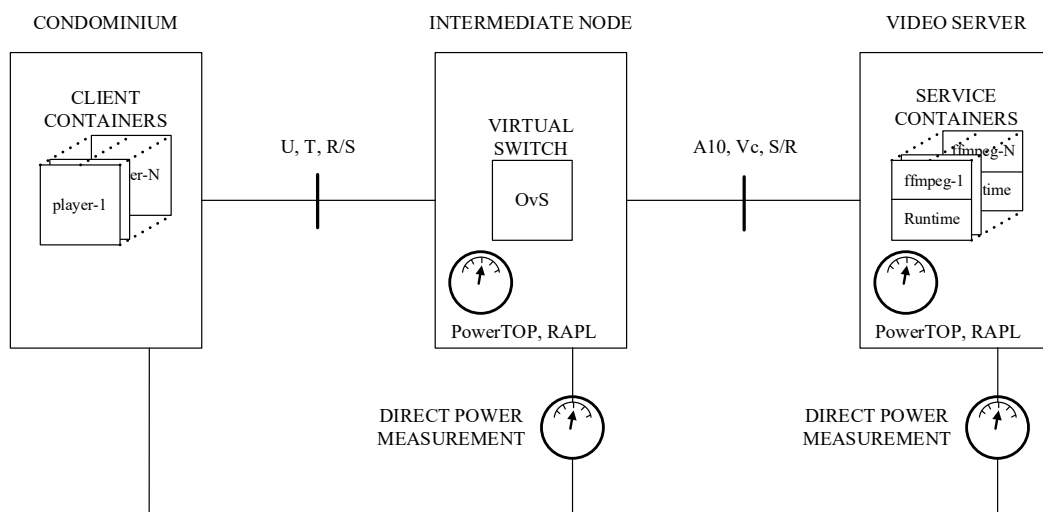 CONDOMINIUM
INTERMEDIATE NODE
VIDEO SERVER
CLIENT
CONTAINERS
er-N
player-1
U, T, R/S
VIRTUAL
SWITCH
OvS
PowerTOP, RAPL
A10, Vc, S/R
SERVICE
CONTAINERS
ffmpeg-N
time
ffmpeg-1
Runtime
PowerTOP, RAPL
DIRECT POWER
MEASUREMENT
DIRECT POWER
MEASUREMENT